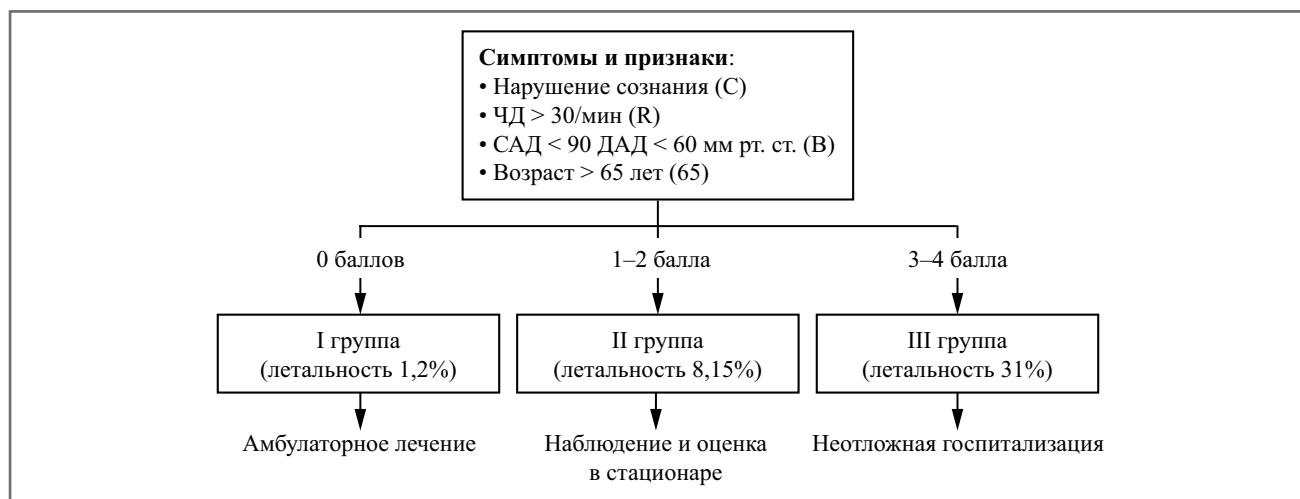 Симптомы и признаки:
• Нарушение сознания (C)
• ЧД > 30/мин (R)
• САД < 90 ДАД < 60 мм рт. ст. (B)
• Возраст > 65 лет (65)
0 баллов
1–2 балла
3–4 балла
I группа
(летальность 1,2%)
II группа
(летальность 8,15%)
III группа
(летальность 31%)
Амбулаторное лечение
Наблюдение и оценка
в стационаре
Неотложная госпитализация